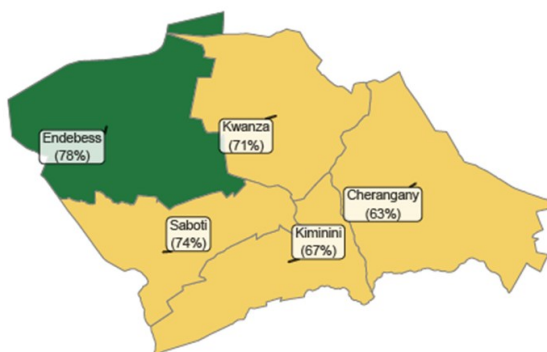 Endebess
(78%)
Kwanza
(71%)
Cherangany
(63%)
Saboti
(74%)
Kiminini
(67%)